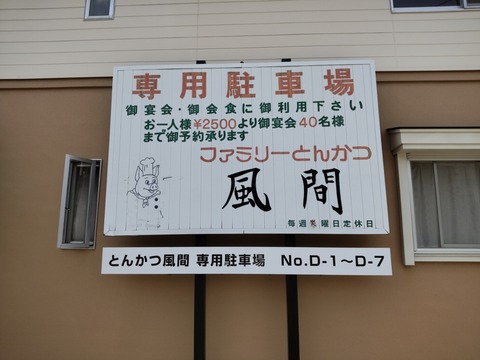 専用駐車場
御宴会・御会食に御利用下さい
お一人様¥2500より御宴会40名様
まで御予約承ります
ファミリーとんかつ
風間
毎週 曜日定休日
とんかつ風間 専用駐車場 No.D-1～D-7